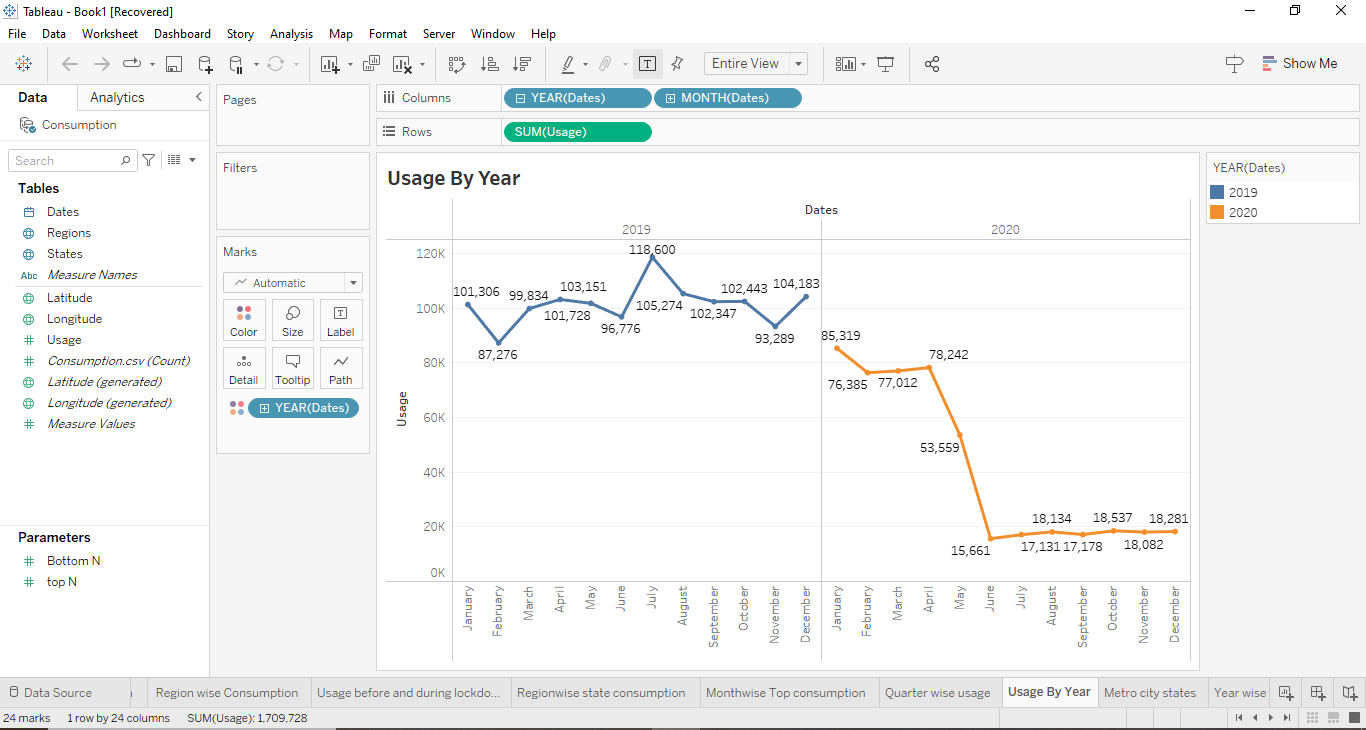 Tableau - Book1 [Recovered]
File Data Worksheet Dashboard Story Analysis Map Format Server Window Help
Entire View
Show Me
Data Analytics
Consumption
Search
Tables
Dates
Regions
States
Abc Measure Names
Latitude
Longitude
Usage
Consumption.csv (Count)
Latitude (generated)
Longitude (generated)
Measure Values
Parameters
Bottom N
top N
Pages
Filters
Marks
Automatic
Color Size Label
Detail Tooltip Path
YEAR(Dates)
Columns YEAR(Dates) MONTH(Dates)
Rows SUM(Usage)
Usage By Year
Dates
2019 2020
120K
100K
80K
60K
40K
20K
0K
Usage
101,306
87,276
99,834
101,728
103,151
96,776
118,600
105,274
102,347
102,443
93,289
104,183
85,319
76,385
77,012
78,242
53,559
15,661
17,131
18,134
17,178
18,537
18,082
18,281
January
February
March
April
May
June
July
August
September
October
November
December
January
February
March
April
May
June
July
August
September
October
November
December
YEAR(Dates)
2019
2020
Data Source Region wise Consumption Usage before and during lockdo... Regionwise state consumption Monthwise Top consumption Quarter wise usage Usage By Year Metro city states Year wise
24 marks 1 row by 24 columns SUM(Usage): 1,709,728